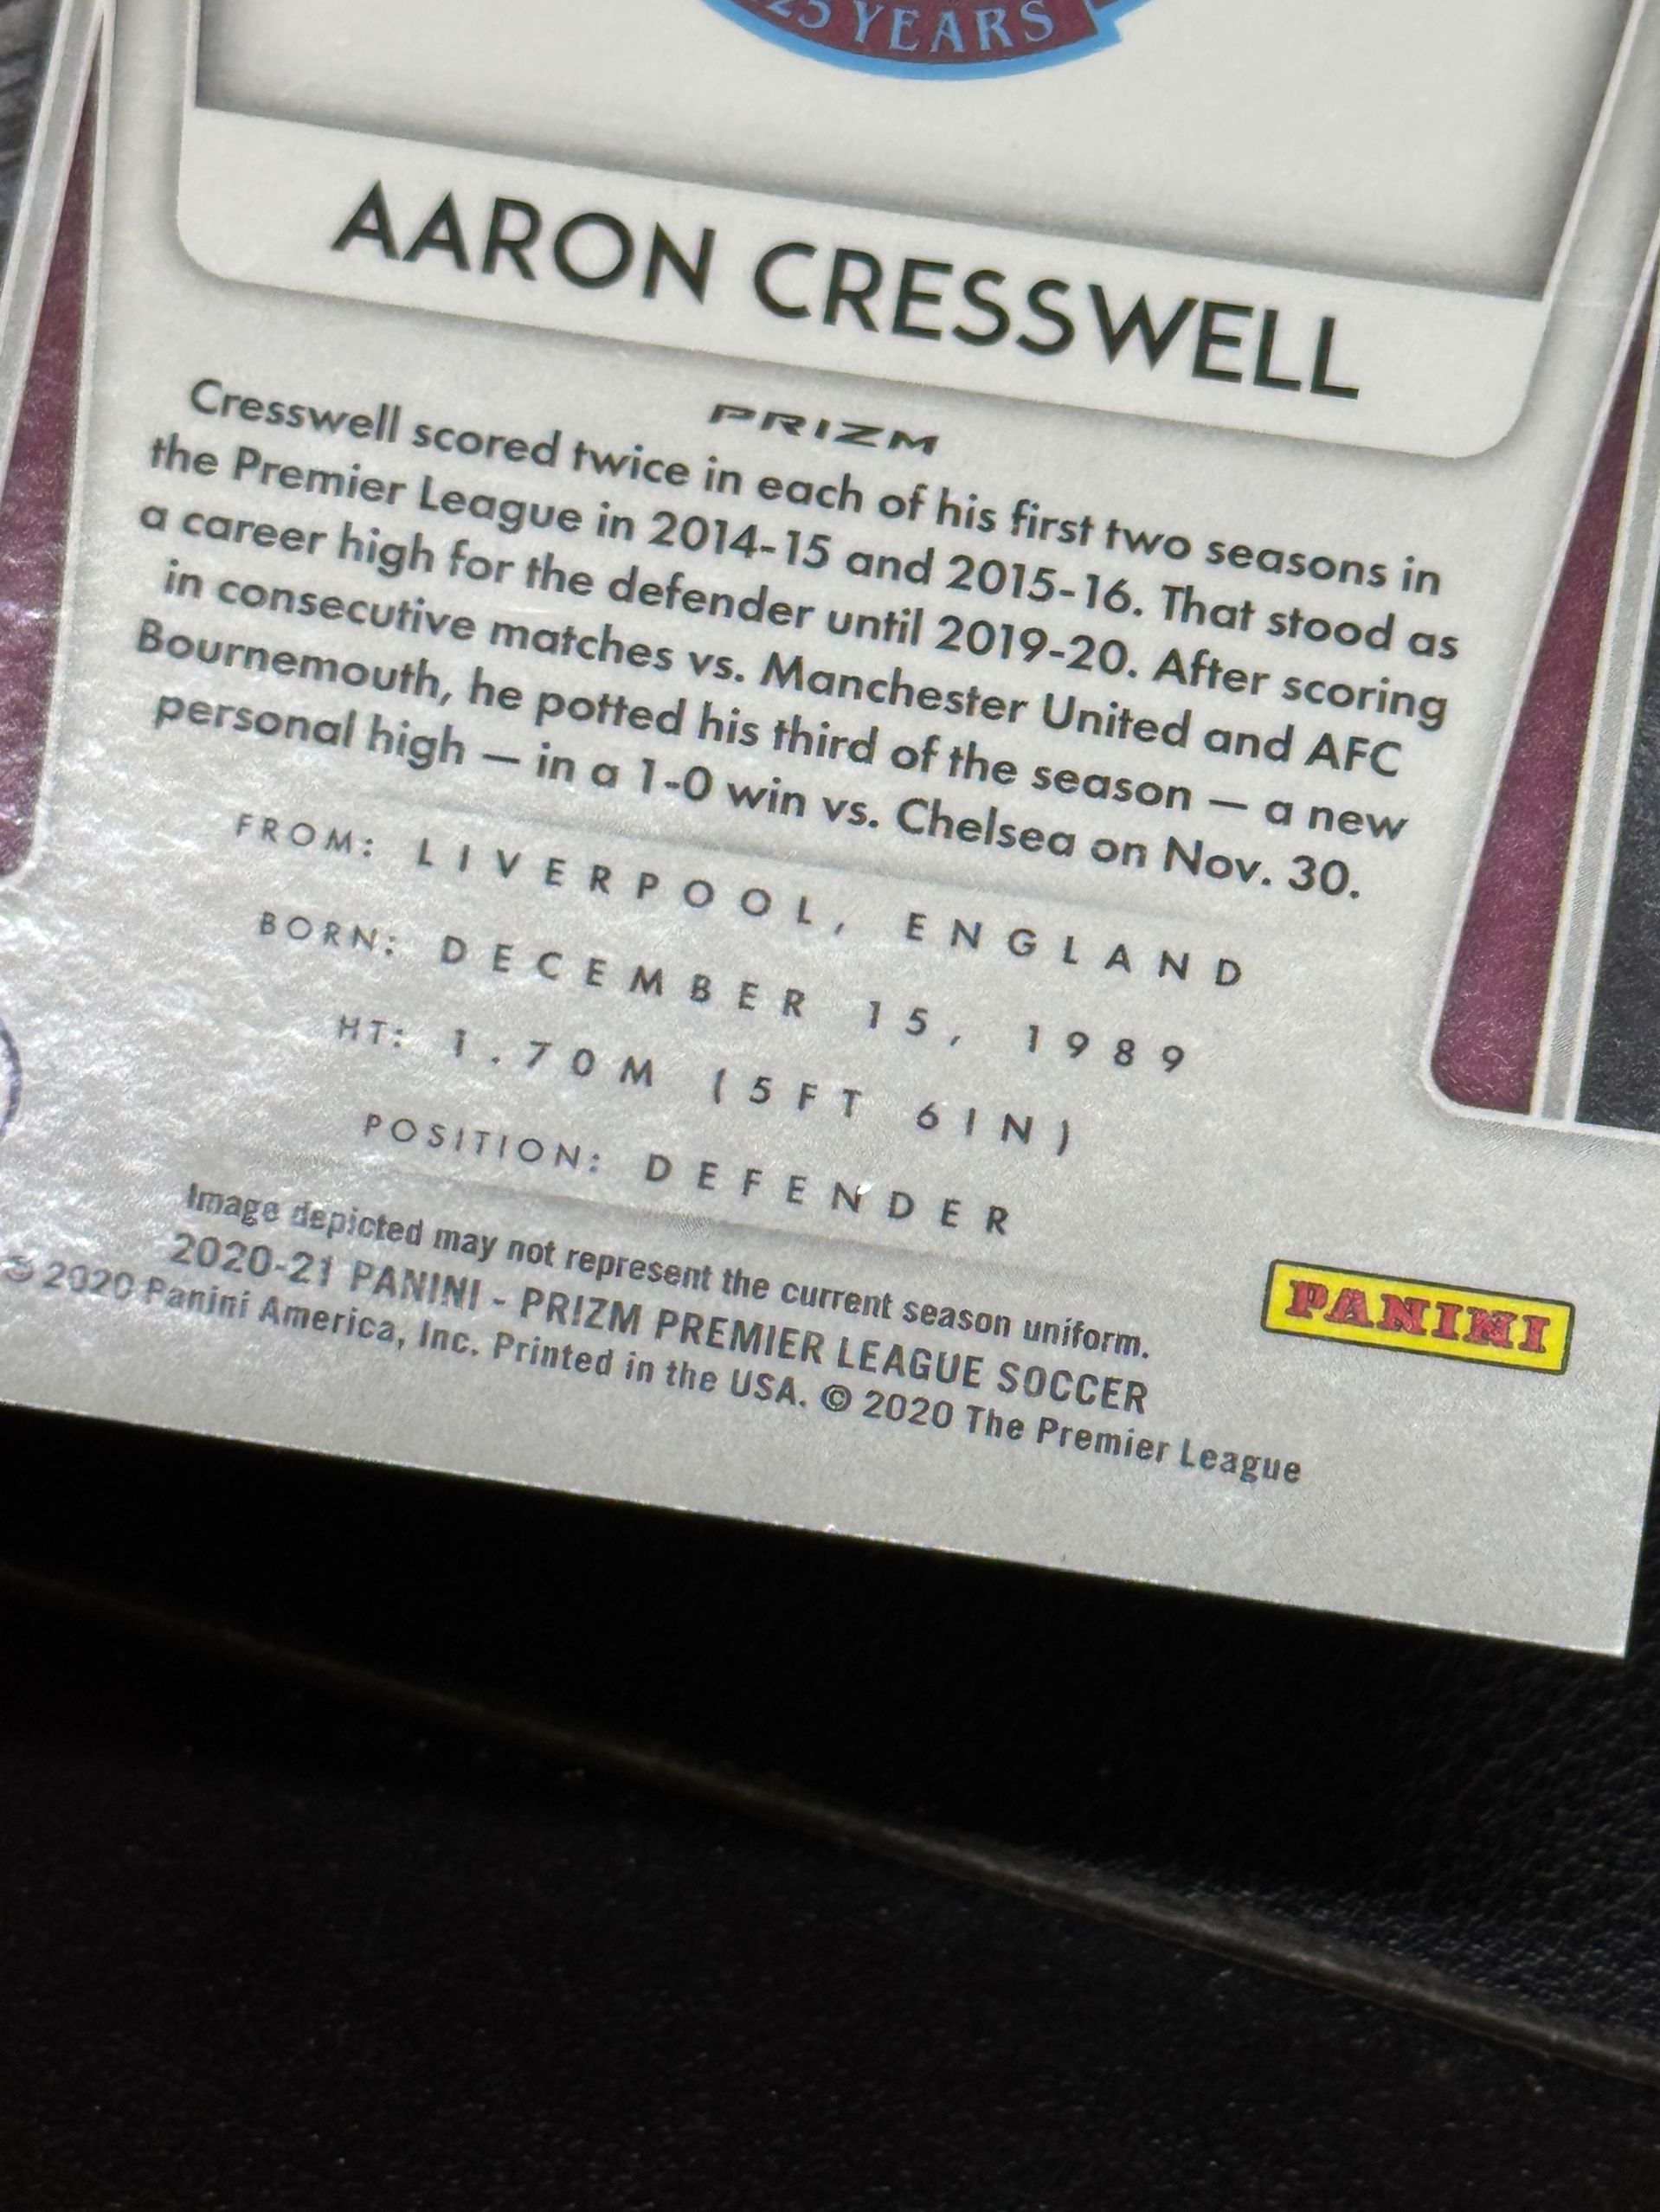 25 YEARS
AARON CRESSWELL
PRIZM
Cresswell scored twice in each of his first two seasons in
the Premier League in 2014-15 and 2015-16. That stood as
a career high for the defender until 2019-20. After scoring
in consecutive matches vs. Manchester United and AFC
Bournemouth, he potted his third of the season — a new
personal high — in a 1-0 win vs. Chelsea on Nov. 30.
FROM: LIVERPOOL, ENGLAND
BORN: DECEMBER 15, 1989
HT: 1.70M (5FT 6IN)
POSITION: DEFENDER
Image depicted may not represent the current season uniform.
2020-21 PANINI - PRIZM PREMIER LEAGUE SOCCER
© 2020 Panini America, Inc. Printed in the USA. © 2020 The Premier League
PANINI